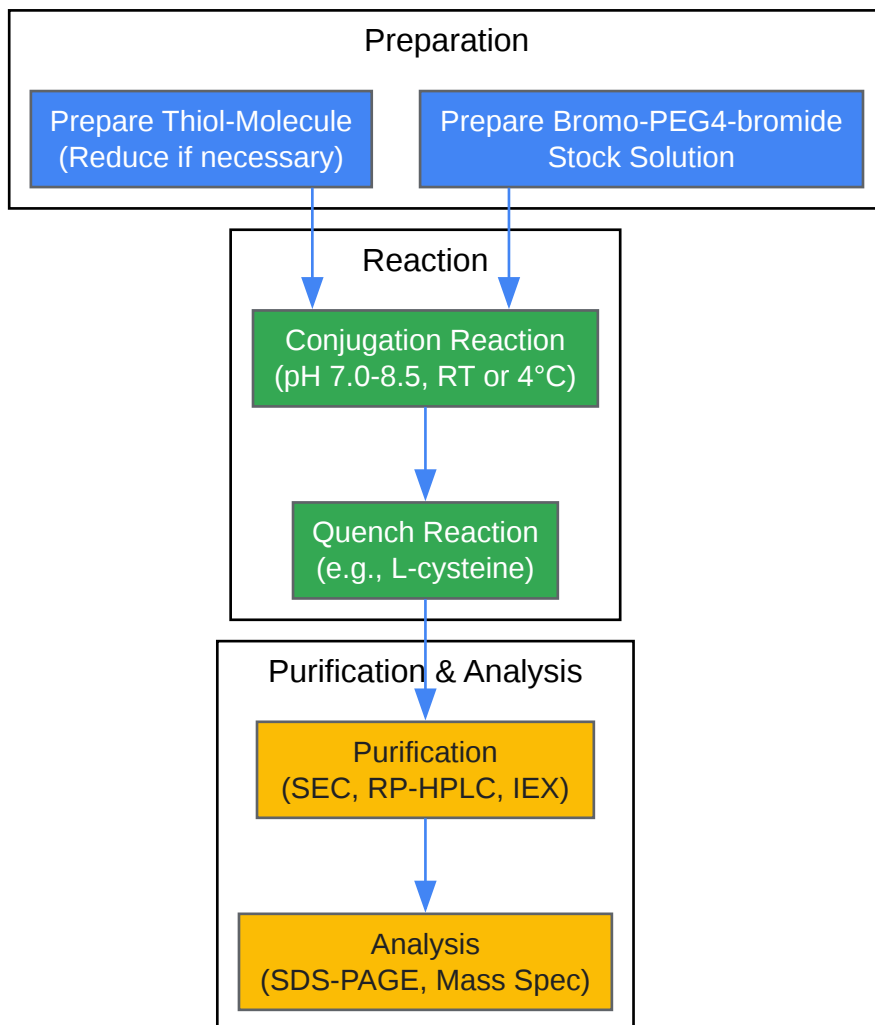 Preparation
Prepare Thiol-Molecule
(Reduce if necessary)
Prepare Bromo-PEG4-bromide
Stock Solution
Reaction
Conjugation Reaction
(pH 7.0-8.5, RT or 4°C)
Quench Reaction
(e.g., L-cysteine)
Purification & Analysis
Purification
(SEC, RP-HPLC, IEX)
Analysis
(SDS-PAGE, Mass Spec)